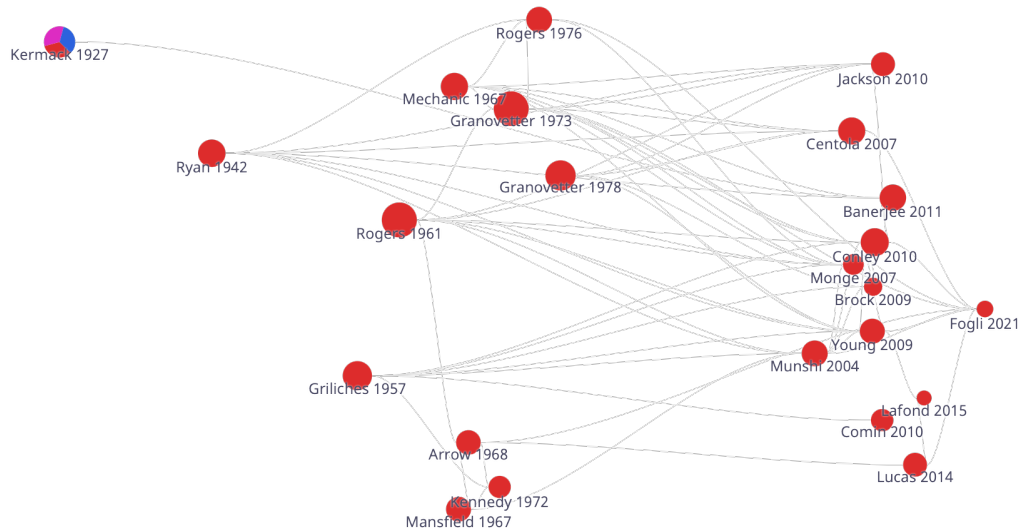 Rogers 1976
Kermack 1927
Jackson 2010
Mechanic 1967
Granovetter 1973
Centola 2007
Ryan 1942
Granovetter 1978
Banerjee 2011
Rogers 1961
Conley 2010
Monge 2007
Brock 2009
Fogli 2021
Young 2009
Munshi 2004
Griliches 1957
Lafond 2015
Comin 2010
Arrow 1968
Lucas 2014
Kennedy 1972
Mansfield 1967